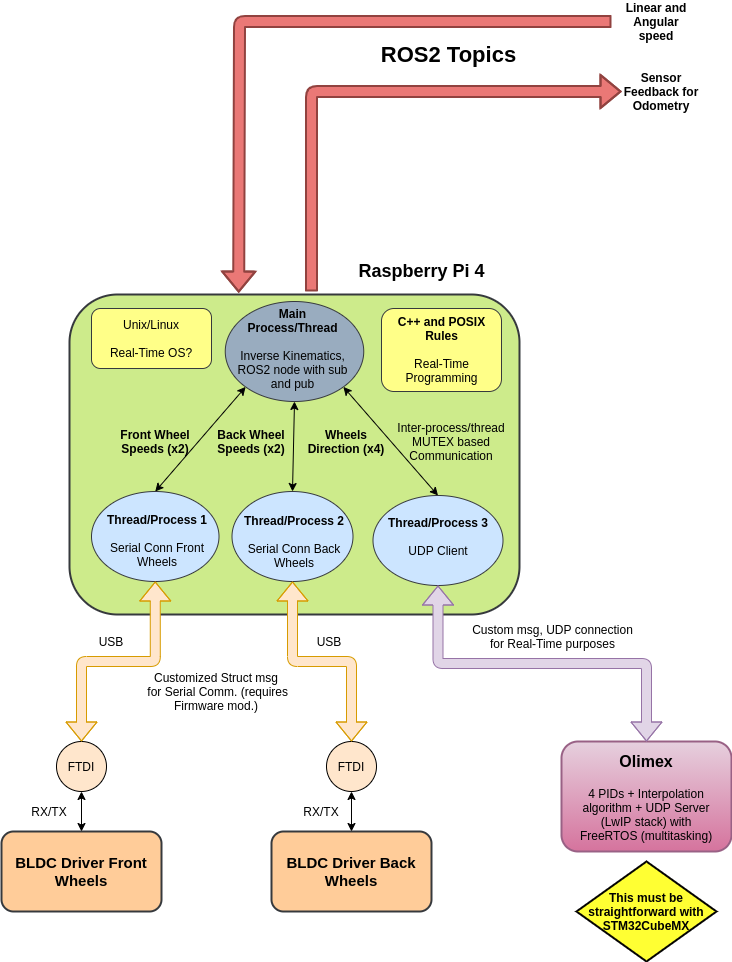 Linear and
Angular
speed
ROS2 Topics
Sensor
Feedback for
Odometry
Raspberry Pi 4
Unix/Linux
Real-Time OS?
Main
Process/Thread
Inverse Kinematics,
ROS2 node with sub
and pub
C++ and POSIX
Rules
Real-Time
Programming
Front Wheel
Speeds (x2)
Back Wheel
Speeds (x2)
Wheels
Direction (x4)
Inter-process/thread
MUTEX based
Communication
Thread/Process 1
Serial Conn Front
Wheels
Thread/Process 2
Serial Conn Back
Wheels
Thread/Process 3
UDP Client
USB
USB
Custom msg, UDP connection
for Real-Time purposes
Customized Struct msg
for Serial Comm. (requires
Firmware mod.)
FTDI
FTDI
RX/TX
RX/TX
Olimex
4 PIDs + Interpolation
algorithm + UDP Server
(LwIP stack) with
FreeRTOS (multitasking)
BLDC Driver Front
Wheels
BLDC Driver Back
Wheels
This must be
straightforward with
STM32CubeMX